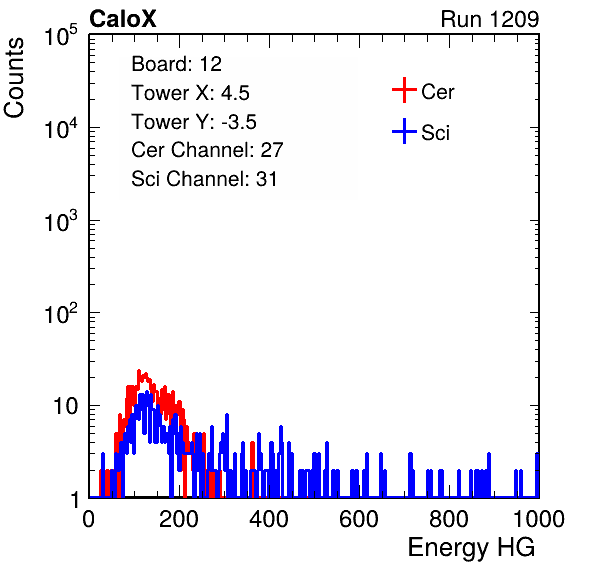 CaloX Run 1209
Counts
10^5
10^4
10^3
10^2
10
1
Board: 12
Tower X: 4.5
Tower Y: -3.5
Cer Channel: 27
Sci Channel: 31
Cer
Sci
0 200 400 600 800 1000
Energy HG